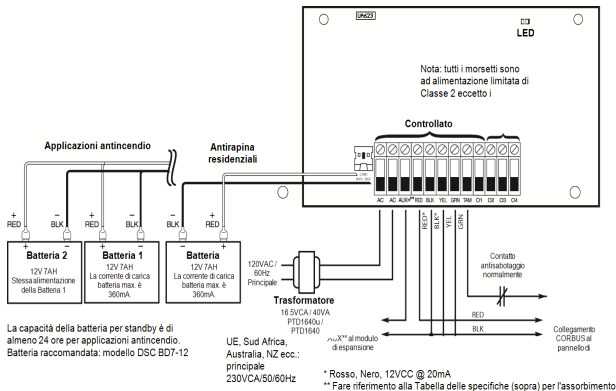 UA623
LED
Nota: tutti i morsetti sono
ad alimentazione limitata di
Classe 2 eccetto i
Controllato
Applicazioni antincendio
Antirapina
residenziali
AC AC AUX** RED BLK YEL GRN TAM O1 O2 O3 O4
RED* BLK* YEL GRN
+ − + − + −
RED BLK RED BLK RED BLK
+ − + − + −
Batteria 2
12V 7AH
Stessa alimentazione
della Batteria 1
Batteria 1
12V 7AH
La corrente di carica
batteria max. è
360mA.
Batteria
12V 7AH
La corrente di carica
batteria max. è
360mA.
120VAC /
60Hz
Principale
Trasformatore
16.5VCA / 40VA
PTD1640u /
PTD1640
AUX** al modulo
di espansione
Contatto
antisabotaggio
normalmente
RED
BLK
Collegamento
CORBUS al
pannello di
La capacità della batteria per standby è di
almeno 24 ore per applicazioni antincendio.
Batteria raccomandata: modello DSC BD7-12
UE, Sud Africa,
Australia, NZ ecc.:
principale
230VCA/50/60Hz
* Rosso, Nero, 12VCC @ 20mA
** Fare riferimento alla Tabella delle specifiche (sopra) per l'assorbimento